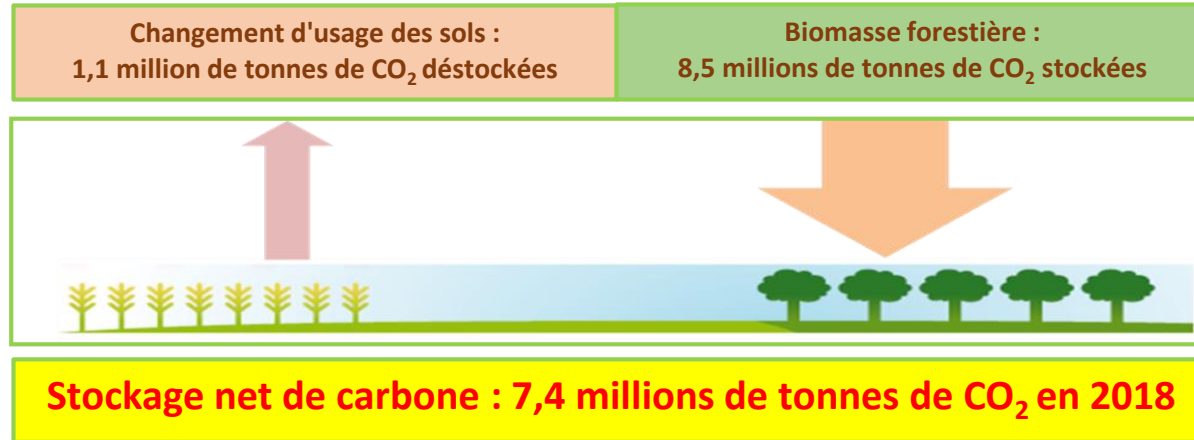 Changement d'usage des sols :
1,1 million de tonnes de CO₂ déstockées
Biomasse forestière :
8,5 millions de tonnes de CO₂ stockées
Stockage net de carbone : 7,4 millions de tonnes de CO₂ en 2018